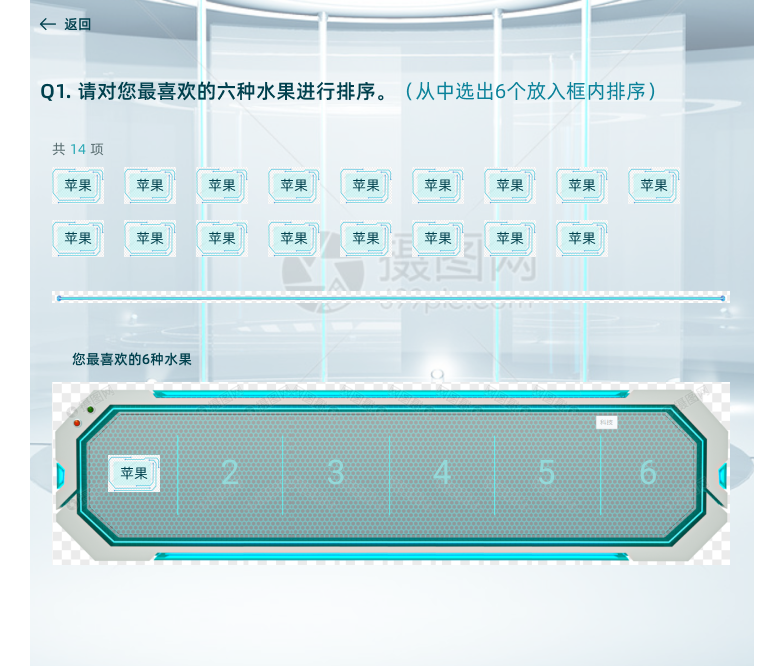 返回
Q1. 请对您最喜欢的六种水果进行排序。（从中选出6个放入框内排序）
共 14 项
苹果 苹果 苹果 苹果 苹果 苹果 苹果 苹果 苹果
苹果 苹果 苹果 苹果 苹果 苹果 苹果 苹果
摄图网
699pic.com
您最喜欢的6种水果
苹果 2 3 4 5 6